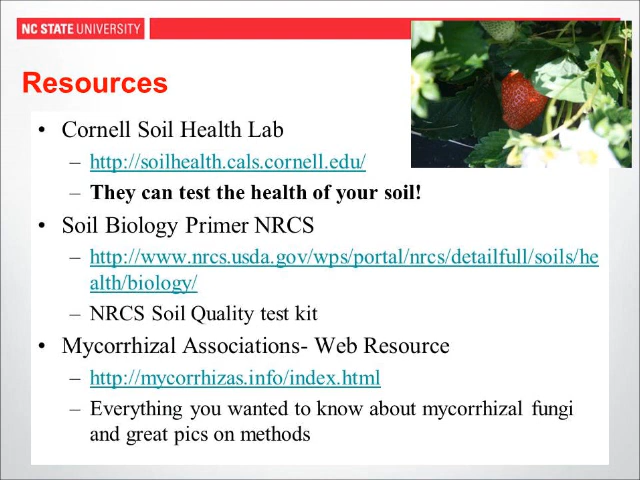 NC STATE UNIVERSITY
Resources
• Cornell Soil Health Lab
– http://soilhealth.cals.cornell.edu/
– They can test the health of your soil!
• Soil Biology Primer NRCS
– http://www.nrcs.usda.gov/wps/portal/nrcs/detailfull/soils/he
alth/biology/
– NRCS Soil Quality test kit
• Mycorrhizal Associations- Web Resource
– http://mycorrhizas.info/index.html
– Everything you wanted to know about mycorrhizal fungi
and great pics on methods